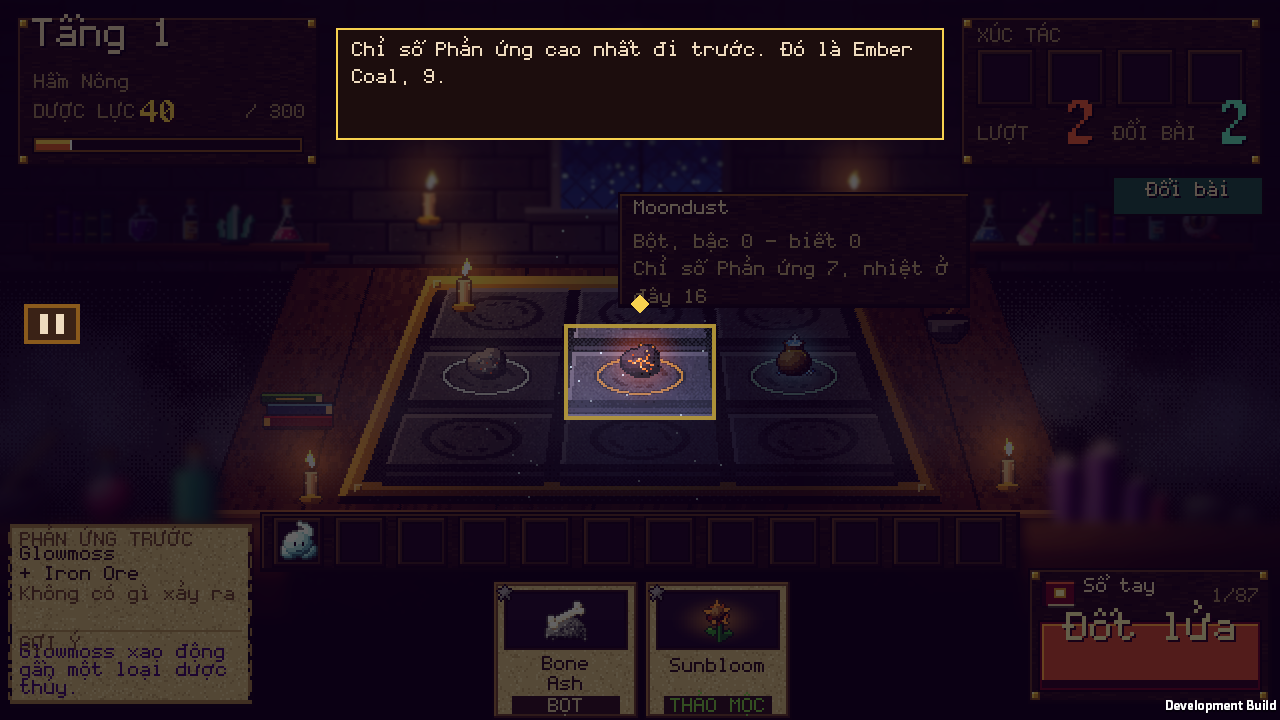 Tầng 1
Hầm Nông
DƯỢC LỰC 40 / 300
Chỉ số Phản ứng cao nhất đi trước. Đó là Ember
Coal, 9.
XÚC TÁC
LƯỢT 2 ĐỔI BÀI 2
Đổi bài
Moondust
Bột, bậc 0 – biết 0
Chỉ số Phản ứng 7, nhiệt ở
đây 16
PHẢN ỨNG TRƯỚC
Glowmoss
+ Iron Ore
Không có gì xảy ra
GỢI Ý
Glowmoss xao động
gần một loại dược
thủy.
Bone
Ash
BỘT
Sunbloom
THẢO MỘC
Sổ tay
1/87
Đốt lửa
Development Build